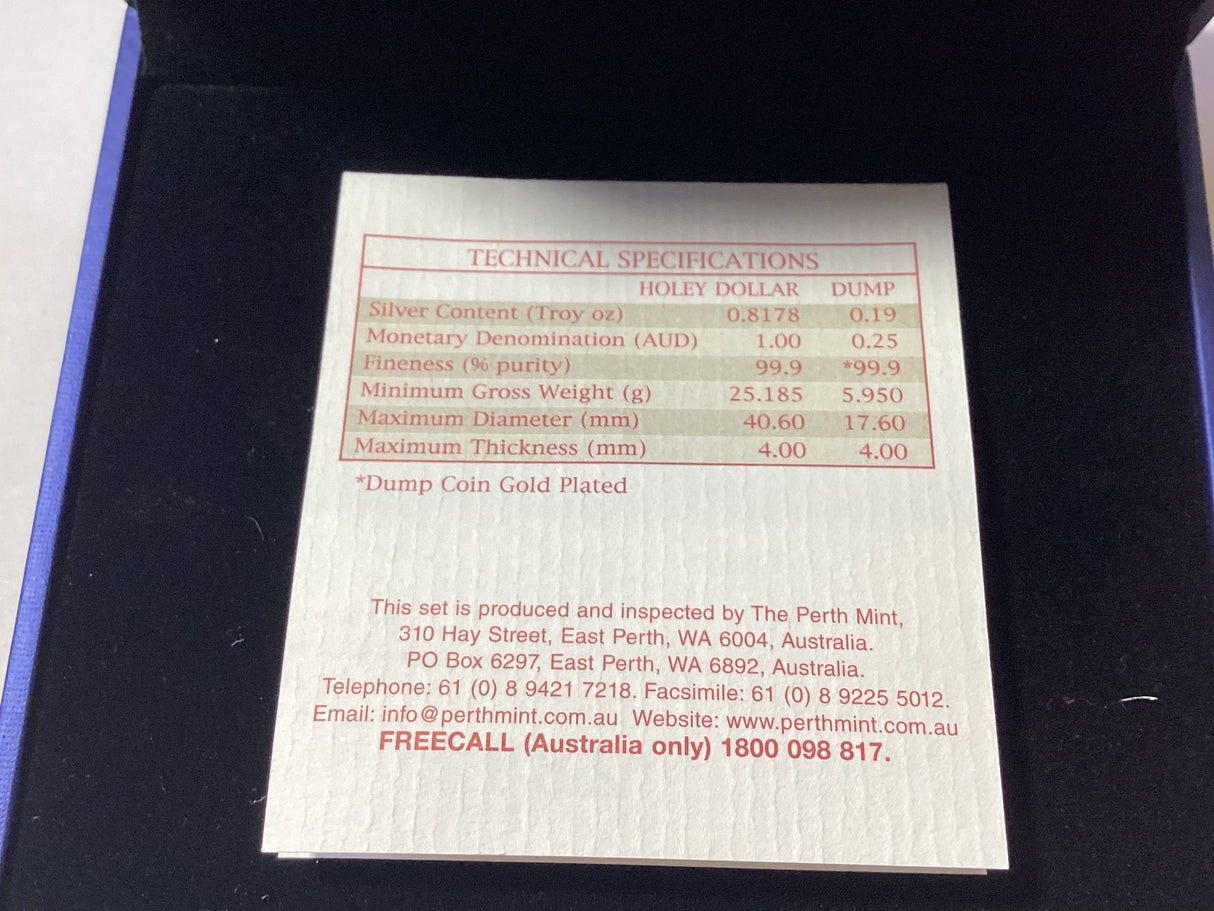 TECHNICAL SPECIFICATIONS
HOLEY DOLLAR DUMP
Silver Content (Troy oz) 0.8178 0.19
Monetary Denomination (AUD) 1.00 0.25
Fineness (% purity) 99.9 *99.9
Minimum Gross Weight (g) 25.185 5.950
Maximum Diameter (mm) 40.60 17.60
Maximum Thickness (mm) 4.00 4.00
*Dump Coin Gold Plated
This set is produced and inspected by The Perth Mint,
310 Hay Street, East Perth, WA 6004, Australia.
PO Box 6297, East Perth, WA 6892, Australia.
Telephone: 61 (0) 8 9421 7218. Facsimile: 61 (0) 8 9225 5012.
Email: info@perthmint.com.au Website: www.perthmint.com.au
FREECALL (Australia only) 1800 098 817.